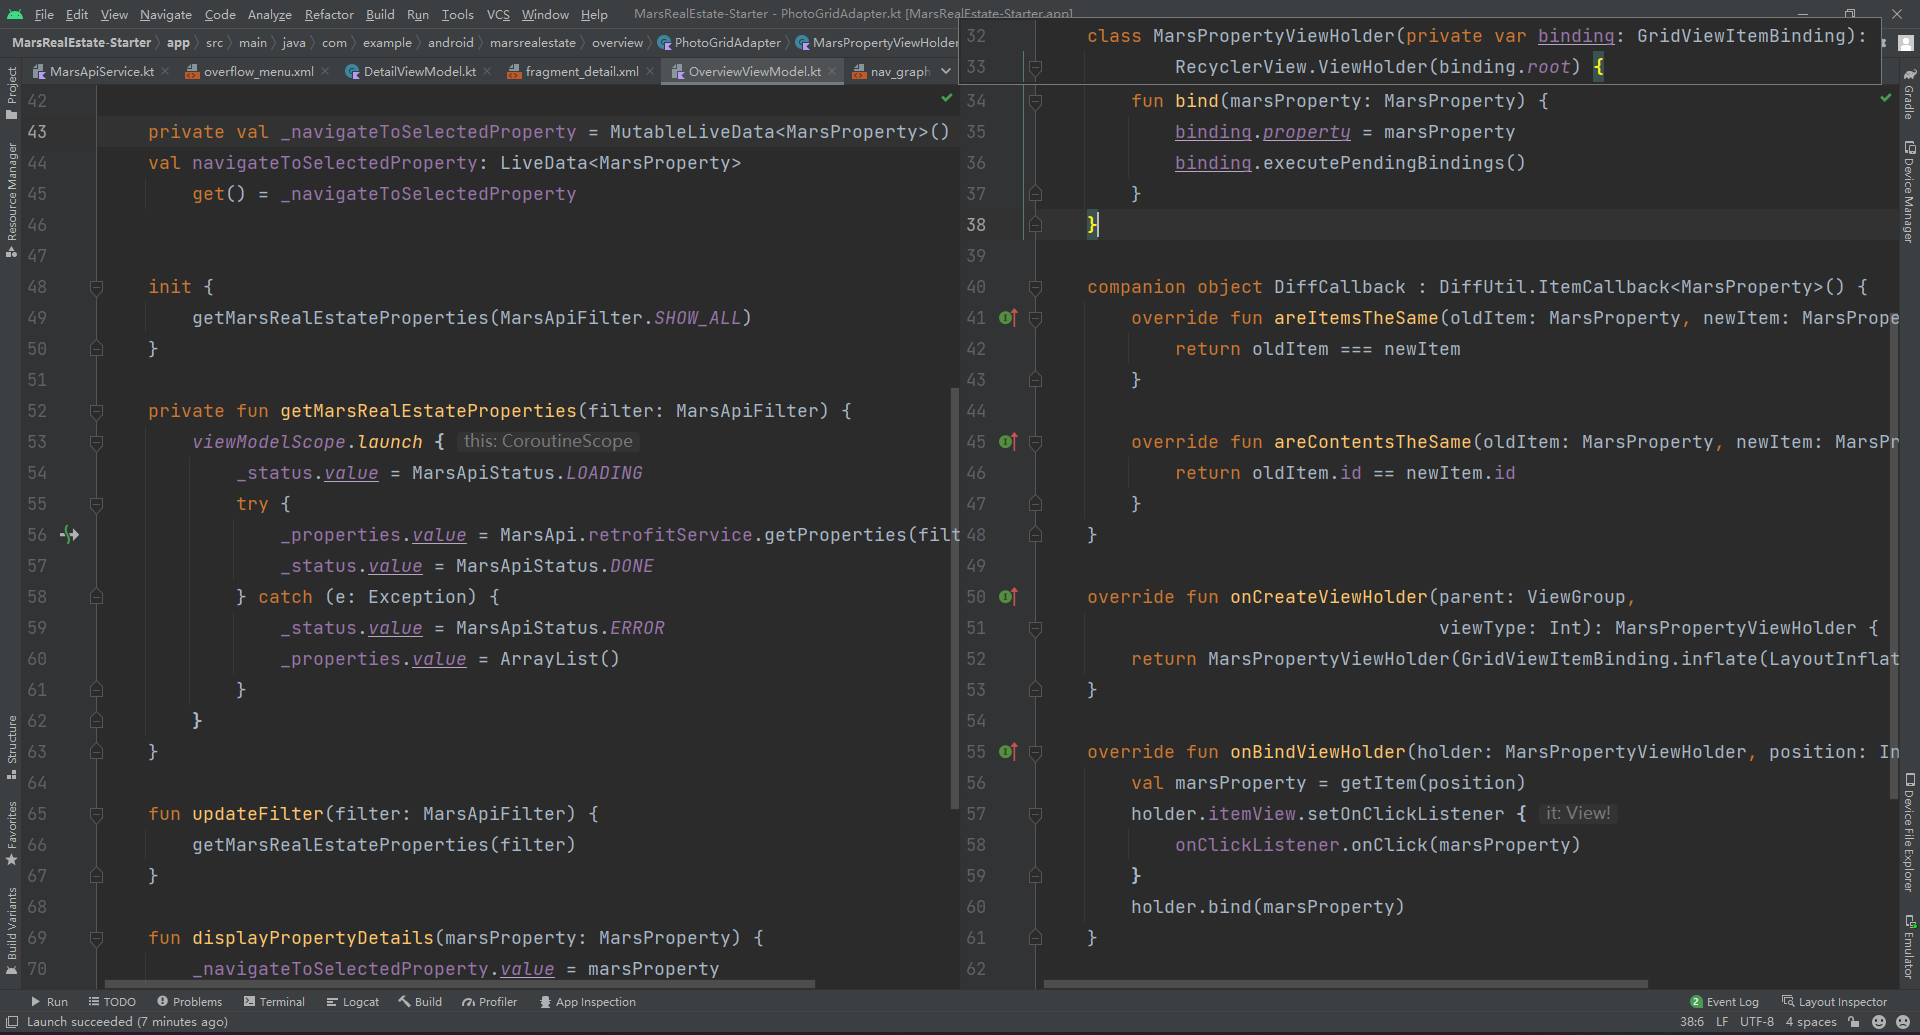 File Edit View Navigate Code Analyze Refactor Build Run Tools VCS Window Help MarsRealEstate-Starter - PhotoGridAdapter.kt [MarsRealEstate-Starter.app]
MarsRealEstate-Starter app src main java com example android marsrealestate overview PhotoGridAdapter MarsPropertyViewHolder
MarsApiService.kt overflow_menu.xml DetailViewModel.kt fragment_detail.xml OverviewViewModel.kt nav_graph
Project
Resource Manager
Structure
Favorites
Build Variants
42
43 private val _navigateToSelectedProperty = MutableLiveData<MarsProperty>()
44 val navigateToSelectedProperty: LiveData<MarsProperty>
45 get() = _navigateToSelectedProperty
46
47
48 init {
49 getMarsRealEstateProperties(MarsApiFilter.SHOW_ALL)
50 }
51
52 private fun getMarsRealEstateProperties(filter: MarsApiFilter) {
53 viewModelScope.launch { this: CoroutineScope
54 _status.value = MarsApiStatus.LOADING
55 try {
56 _properties.value = MarsApi.retrofitService.getProperties(filt
57 _status.value = MarsApiStatus.DONE
58 } catch (e: Exception) {
59 _status.value = MarsApiStatus.ERROR
60 _properties.value = ArrayList()
61 }
62 }
63 }
64
65 fun updateFilter(filter: MarsApiFilter) {
66 getMarsRealEstateProperties(filter)
67 }
68
69 fun displayPropertyDetails(marsProperty: MarsProperty) {
70 _navigateToSelectedProperty.value = marsProperty
32 class MarsPropertyViewHolder(private var binding: GridViewItemBinding):
33 RecyclerView.ViewHolder(binding.root) {
34 fun bind(marsProperty: MarsProperty) {
35 binding.property = marsProperty
36 binding.executePendingBindings()
37 }
38 }
39
40 companion object DiffCallback : DiffUtil.ItemCallback<MarsProperty>() {
41 override fun areItemsTheSame(oldItem: MarsProperty, newItem: MarsPrope
42 return oldItem === newItem
43 }
44
45 override fun areContentsTheSame(oldItem: MarsProperty, newItem: MarsPr
46 return oldItem.id == newItem.id
47 }
48 }
49
50 override fun onCreateViewHolder(parent: ViewGroup,
51 viewType: Int): MarsPropertyViewHolder {
52 return MarsPropertyViewHolder(GridViewItemBinding.inflate(LayoutInflat
53 }
54
55 override fun onBindViewHolder(holder: MarsPropertyViewHolder, position: In
56 val marsProperty = getItem(position)
57 holder.itemView.setOnClickListener { it: View!
58 onClickListener.onClick(marsProperty)
59 }
60 holder.bind(marsProperty)
61 }
62
Gradle
Device Manager
Device File Explorer
Emulator
Run TODO Problems Terminal Logcat Build Profiler App Inspection 2 Event Log Layout Inspector
Launch succeeded (7 minutes ago) 38:6 LF UTF-8 4 spaces